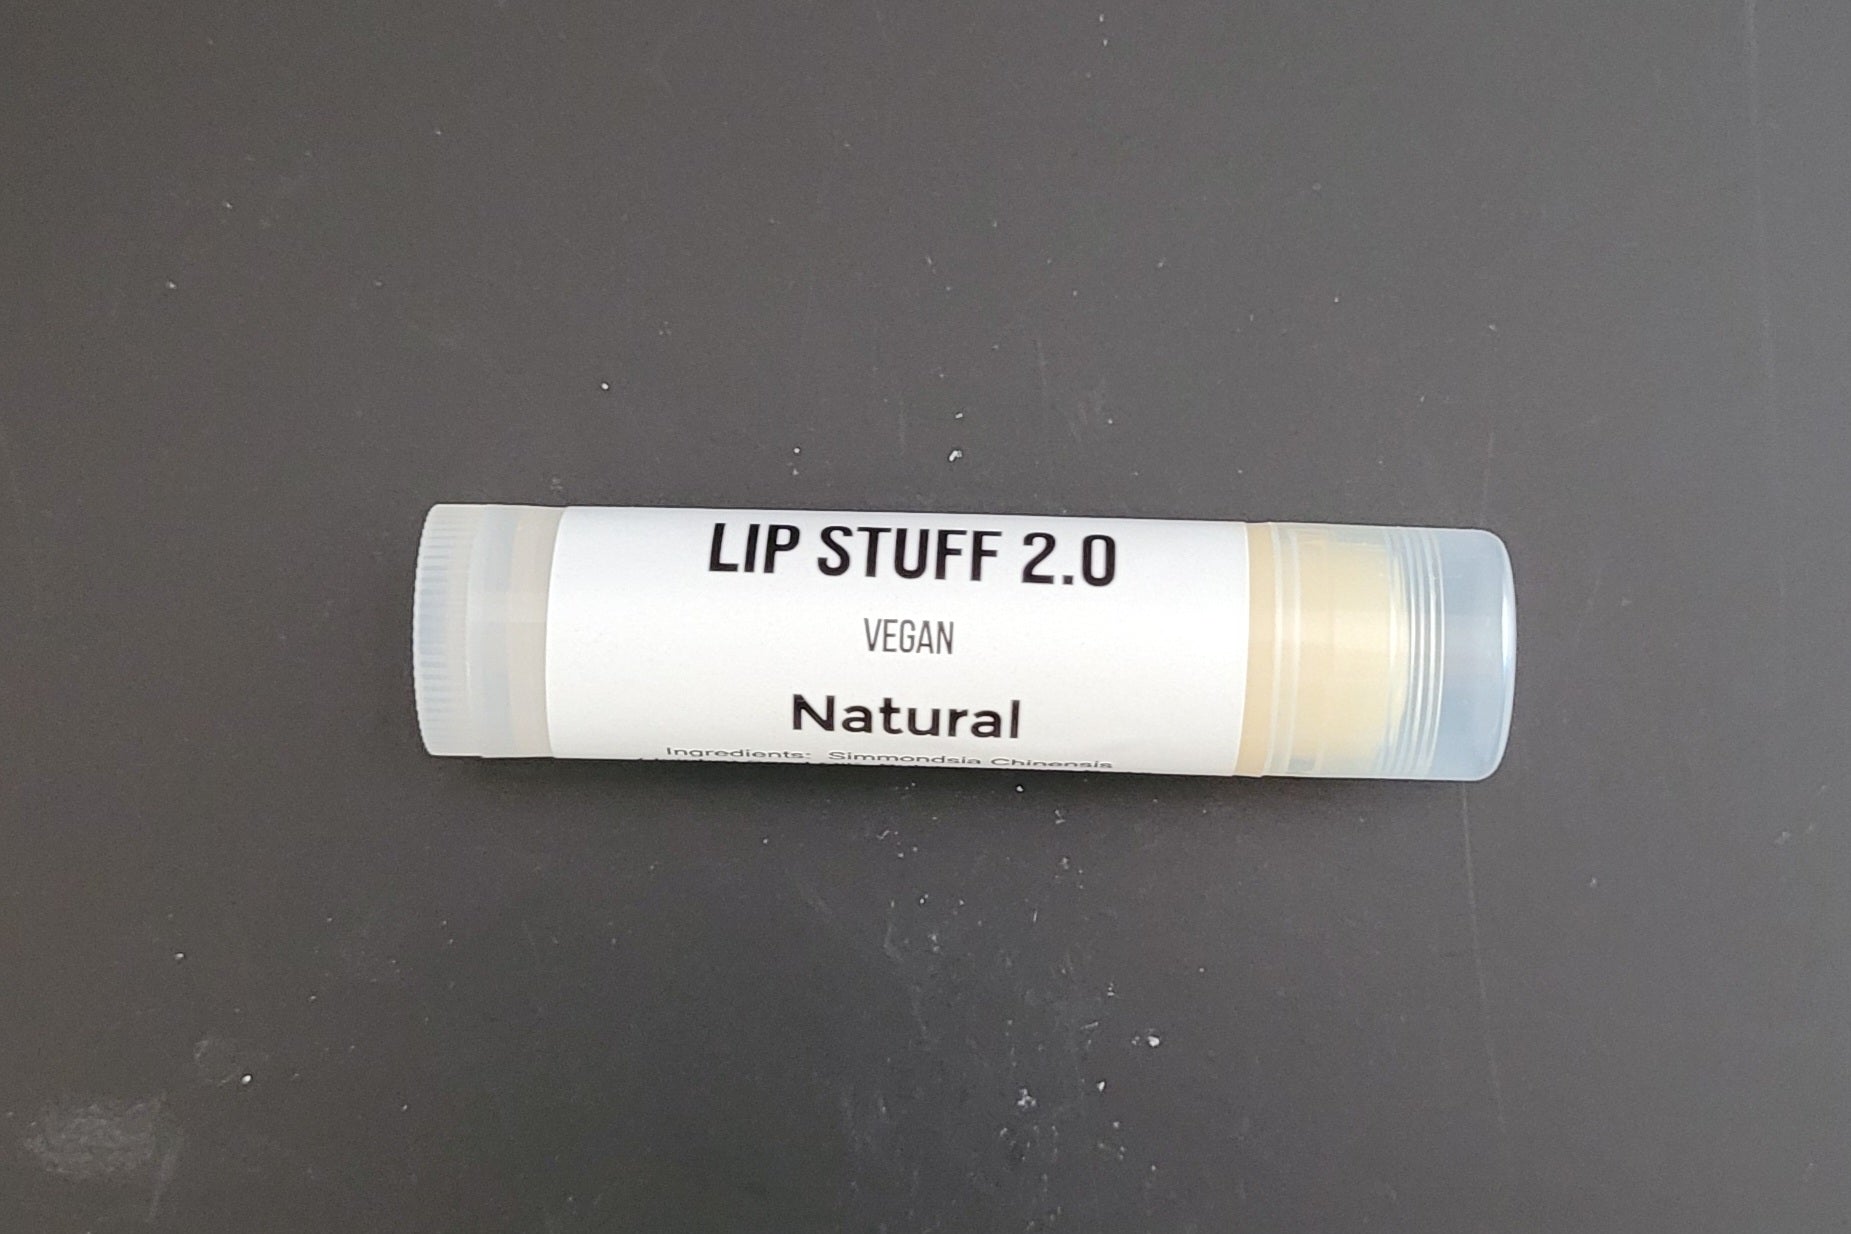 LIP STUFF 2.0
VEGAN
Natural
Ingredients: Simmondsia Chinensis